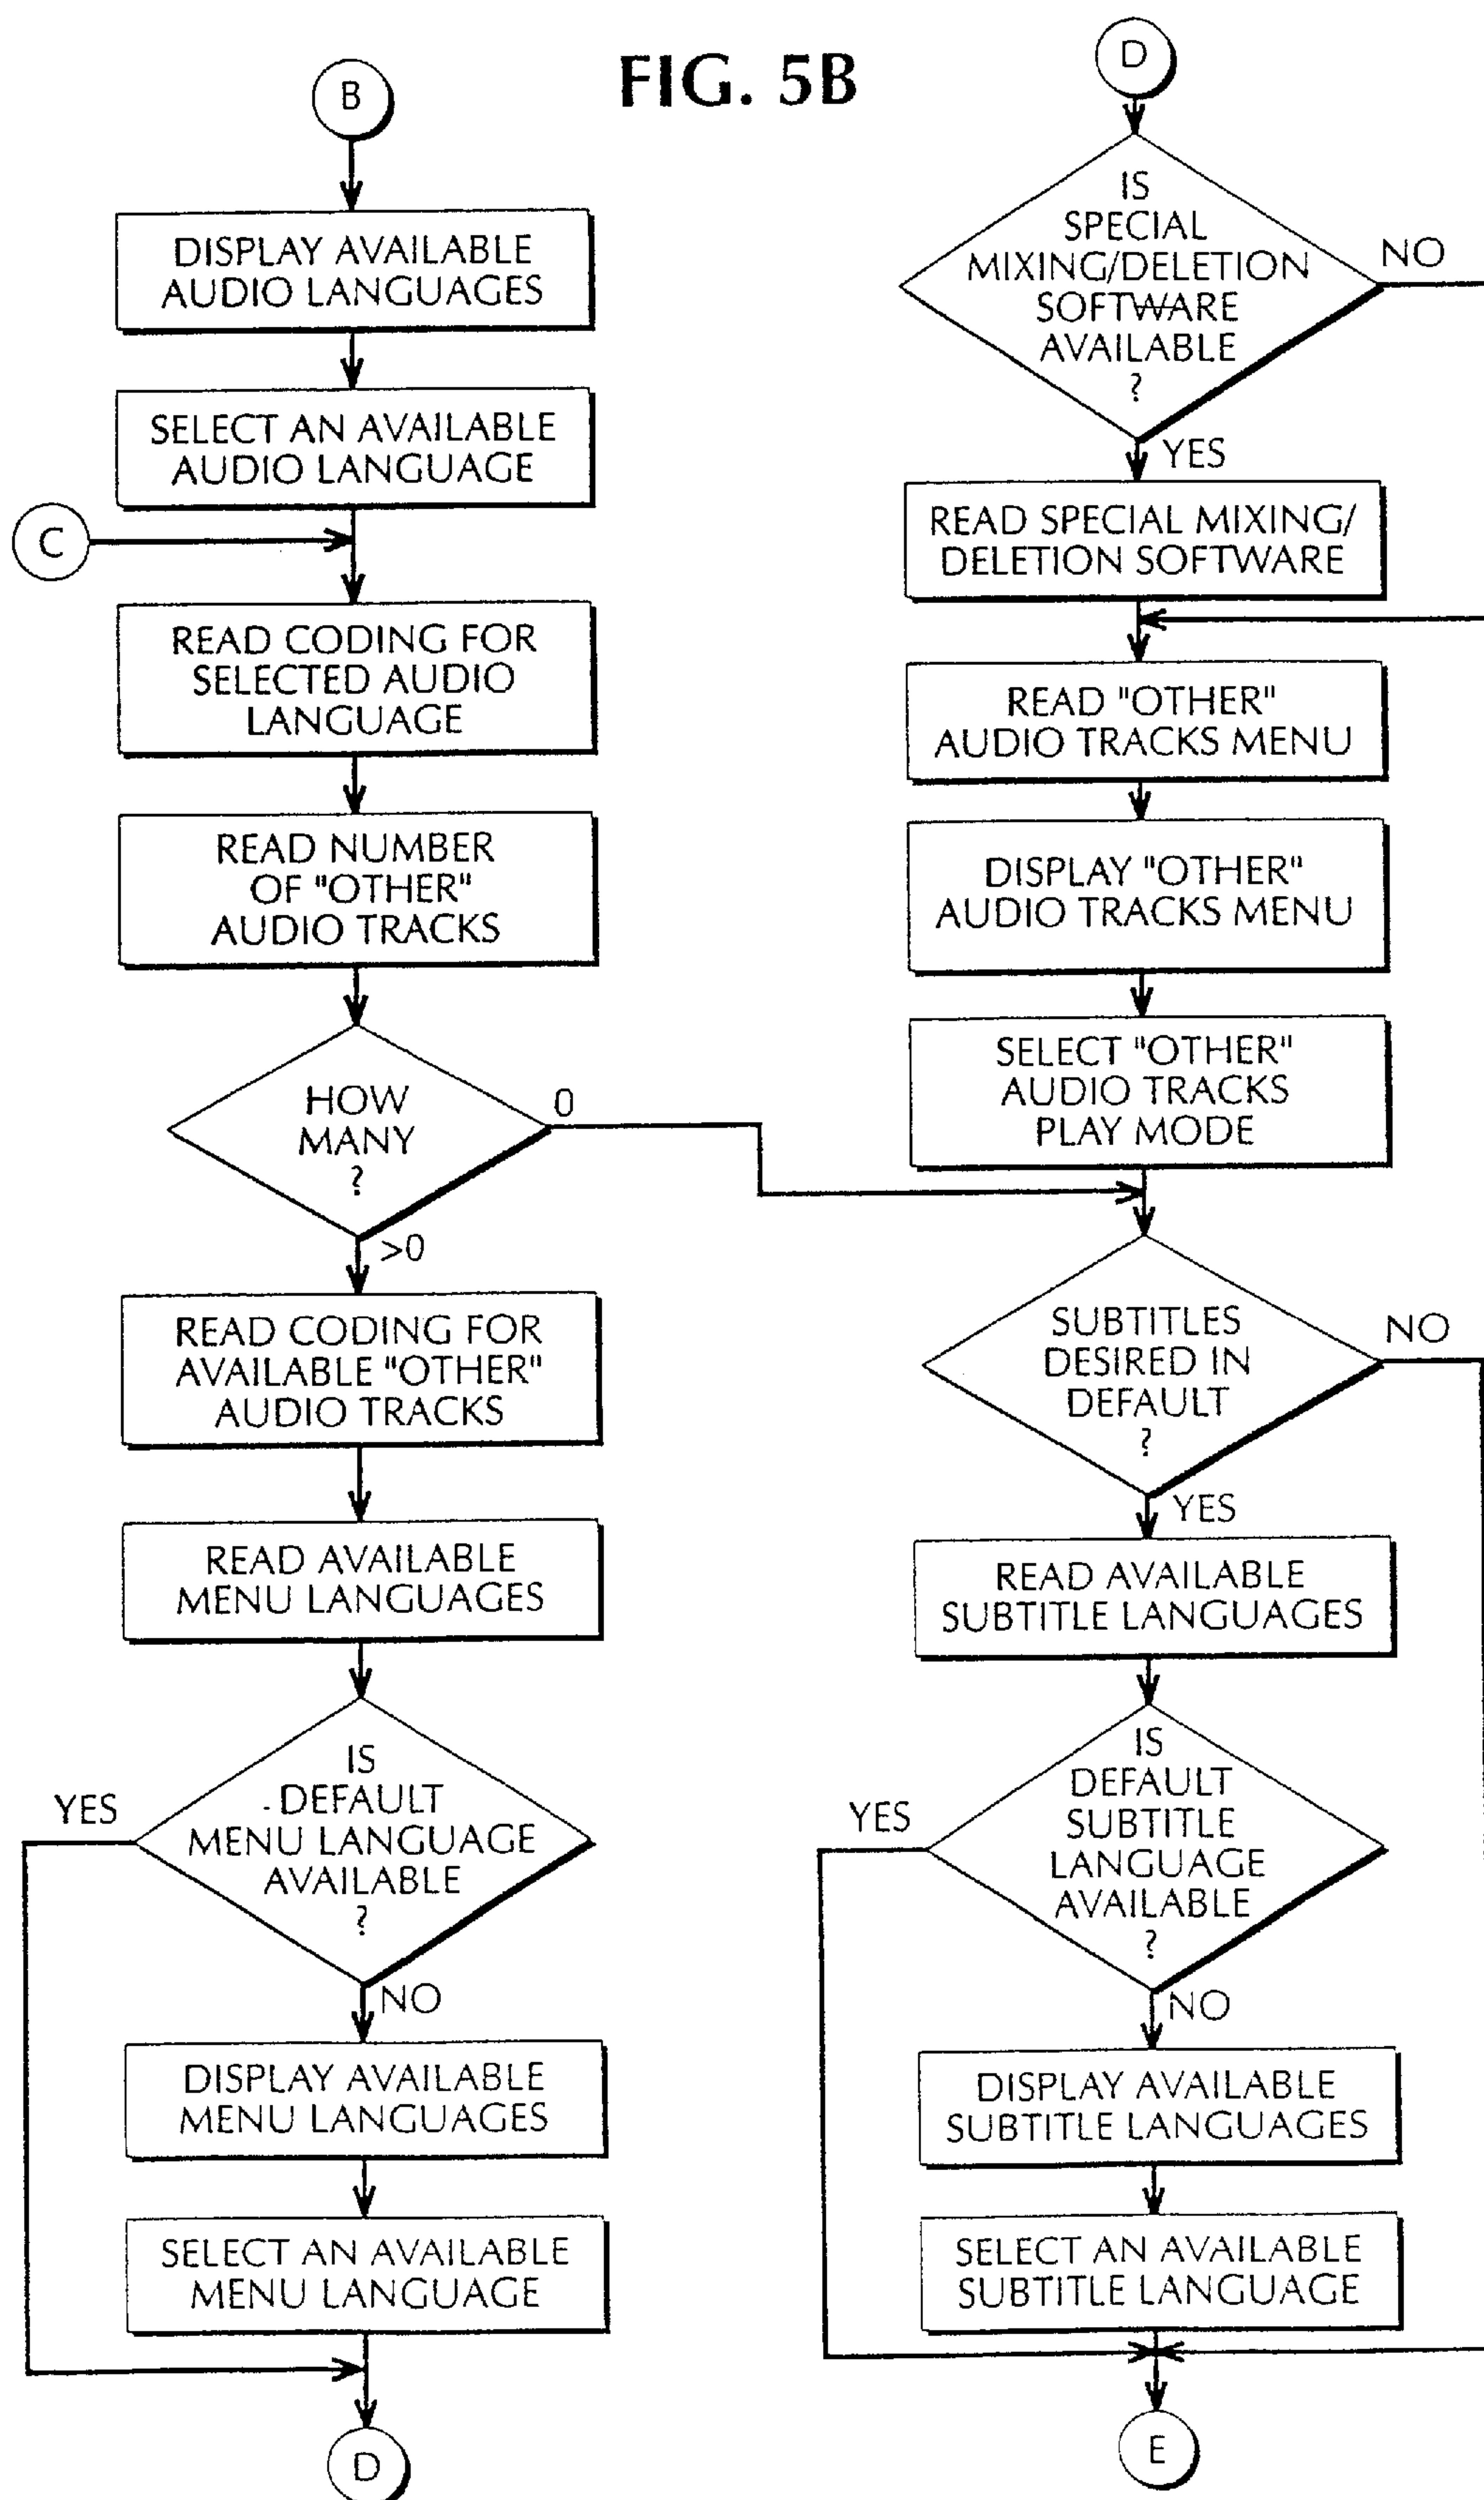 FIG. 5B
B
DISPLAY AVAILABLE
AUDIO LANGUAGES
SELECT AN AVAILABLE
AUDIO LANGUAGE
C
READ CODING FOR
SELECTED AUDIO
LANGUAGE
READ NUMBER
OF "OTHER"
AUDIO TRACKS
HOW
MANY
?
0
>0
READ CODING FOR
AVAILABLE "OTHER"
AUDIO TRACKS
READ AVAILABLE
MENU LANGUAGES
IS
DEFAULT
MENU LANGUAGE
AVAILABLE
?
YES
NO
DISPLAY AVAILABLE
MENU LANGUAGES
SELECT AN AVAILABLE
MENU LANGUAGE
D
D
IS
SPECIAL
MIXING/DELETION
SOFTWARE
AVAILABLE
?
NO
YES
READ SPECIAL MIXING/
DELETION SOFTWARE
READ "OTHER"
AUDIO TRACKS MENU
DISPLAY "OTHER"
AUDIO TRACKS MENU
SELECT "OTHER"
AUDIO TRACKS
PLAY MODE
SUBTITLES
DESIRED IN
DEFAULT
?
NO
YES
READ AVAILABLE
SUBTITLE LANGUAGES
IS
DEFAULT
SUBTITLE
LANGUAGE
AVAILABLE
?
YES
NO
DISPLAY AVAILABLE
SUBTITLE LANGUAGES
SELECT AN AVAILABLE
SUBTITLE LANGUAGE
E